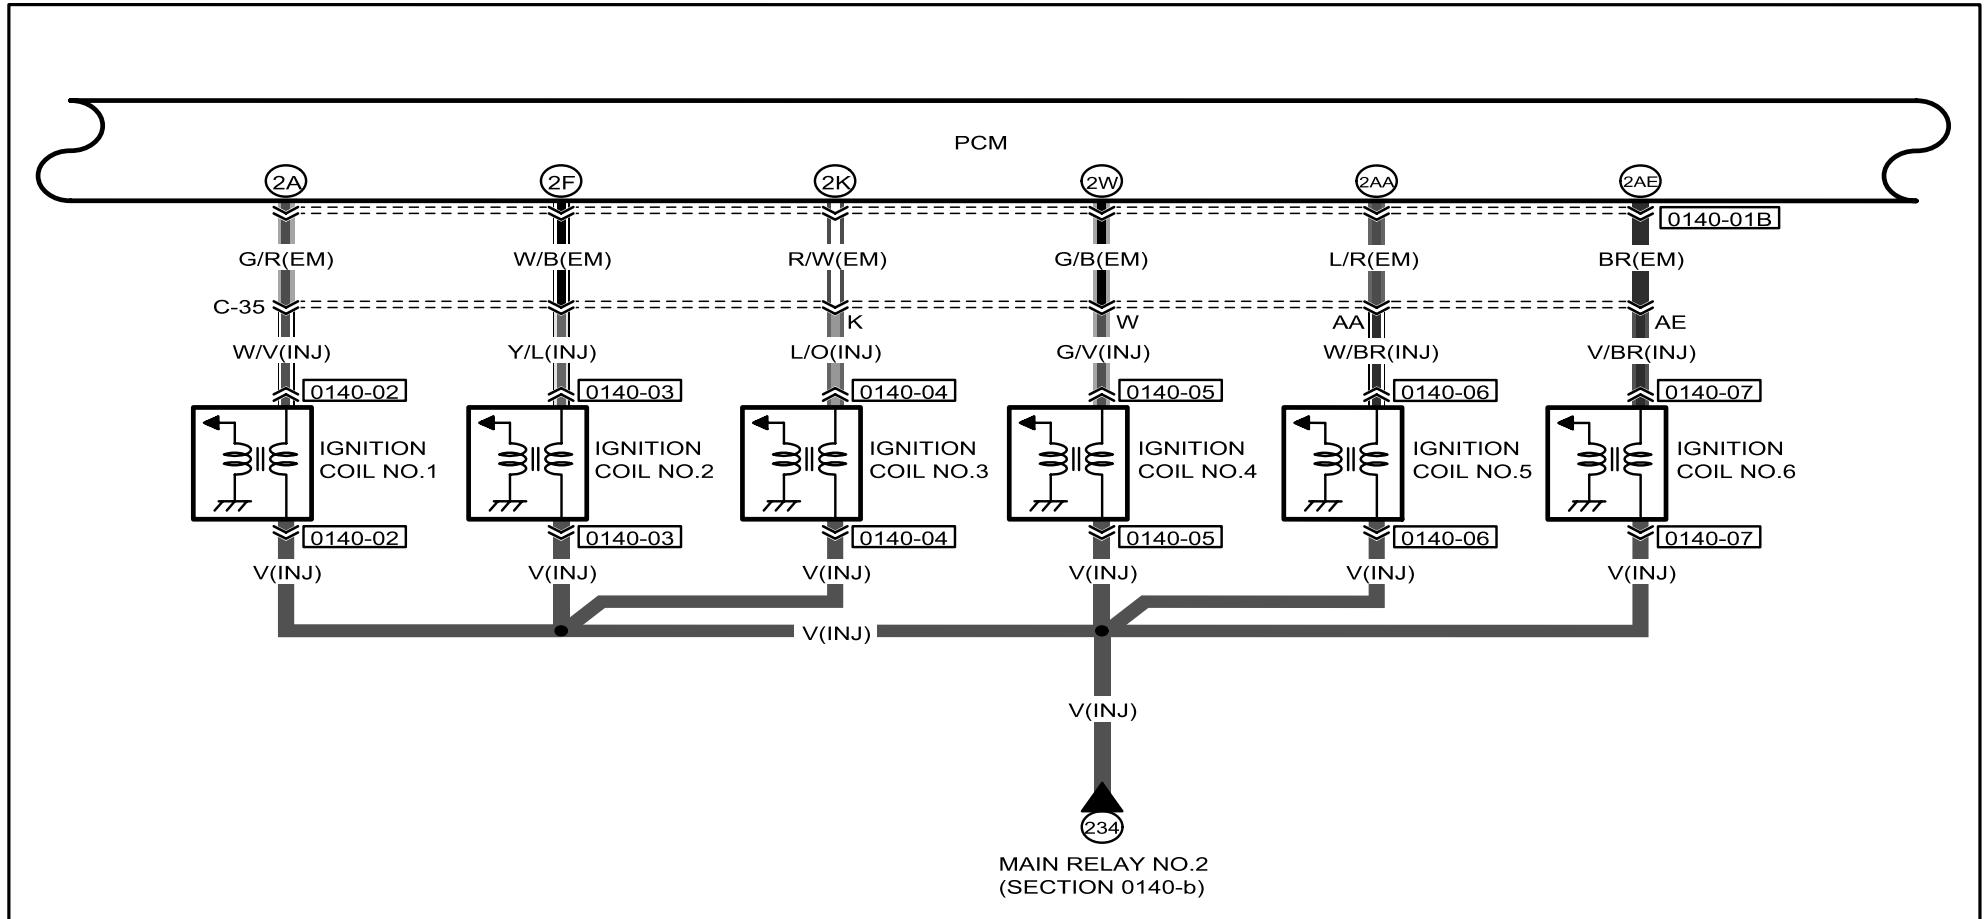 PCM
2A
2F
2K
2W
2AA
2AE
0140-01B
G/R(EM)
W/B(EM)
R/W(EM)
G/B(EM)
L/R(EM)
BR(EM)
C-35
K
W
AA
AE
W/V(INJ)
Y/L(INJ)
L/O(INJ)
G/V(INJ)
W/BR(INJ)
V/BR(INJ)
0140-02
0140-03
0140-04
0140-05
0140-06
0140-07
IGNITION
COIL NO.1
IGNITION
COIL NO.2
IGNITION
COIL NO.3
IGNITION
COIL NO.4
IGNITION
COIL NO.5
IGNITION
COIL NO.6
0140-02
0140-03
0140-04
0140-05
0140-06
0140-07
V(INJ)
V(INJ)
V(INJ)
V(INJ)
V(INJ)
V(INJ)
V(INJ)
V(INJ)
234
MAIN RELAY NO.2
(SECTION 0140-b)